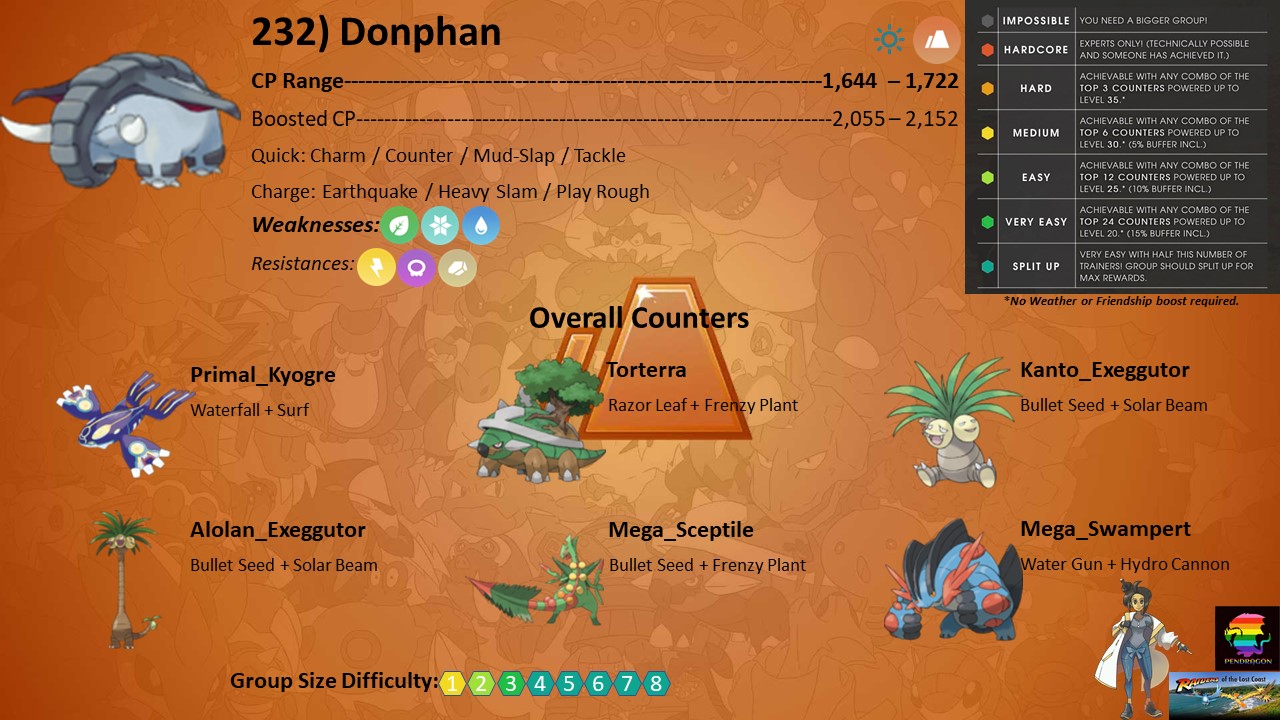 232) Donphan
CP Range------------------------------------------------------------------------------1,644 – 1,722
Boosted CP------------------------------------------------------------------------------2,055 – 2,152
Quick: Charm / Counter / Mud-Slap / Tackle
Charge: Earthquake / Heavy Slam / Play Rough
Weaknesses:
Resistances:
IMPOSSIBLE YOU NEED A BIGGER GROUP!
HARDCORE EXPERTS ONLY! (TECHNICALLY POSSIBLE
AND SOMEONE HAS ACHIEVED IT.)
HARD ACHIEVABLE WITH ANY COMBO OF THE
TOP 3 COUNTERS POWERED UP TO
LEVEL 35.*
MEDIUM ACHIEVABLE WITH ANY COMBO OF THE
TOP 6 COUNTERS POWERED UP TO
LEVEL 30.* (5% BUFFER INCL.)
EASY ACHIEVABLE WITH ANY COMBO OF THE
TOP 12 COUNTERS POWERED UP TO
LEVEL 25.* (10% BUFFER INCL.)
VERY EASY ACHIEVABLE WITH ANY COMBO OF THE
TOP 24 COUNTERS POWERED UP TO
LEVEL 20.* (15% BUFFER INCL.)
SPLIT UP VERY EASY WITH HALF THIS NUMBER OF
TRAINERS! GROUP SHOULD SPLIT UP FOR
MAX REWARDS.
*No Weather or Friendship boost required.
Overall Counters
Primal_Kyogre
Waterfall + Surf
Torterra
Razor Leaf + Frenzy Plant
Kanto_Exeggutor
Bullet Seed + Solar Beam
Alolan_Exeggutor
Bullet Seed + Solar Beam
Mega_Sceptile
Bullet Seed + Frenzy Plant
Mega_Swampert
Water Gun + Hydro Cannon
Group Size Difficulty: 1 2 3 4 5 6 7 8
PENDRAGON
RAIDERS of the Lost Coast